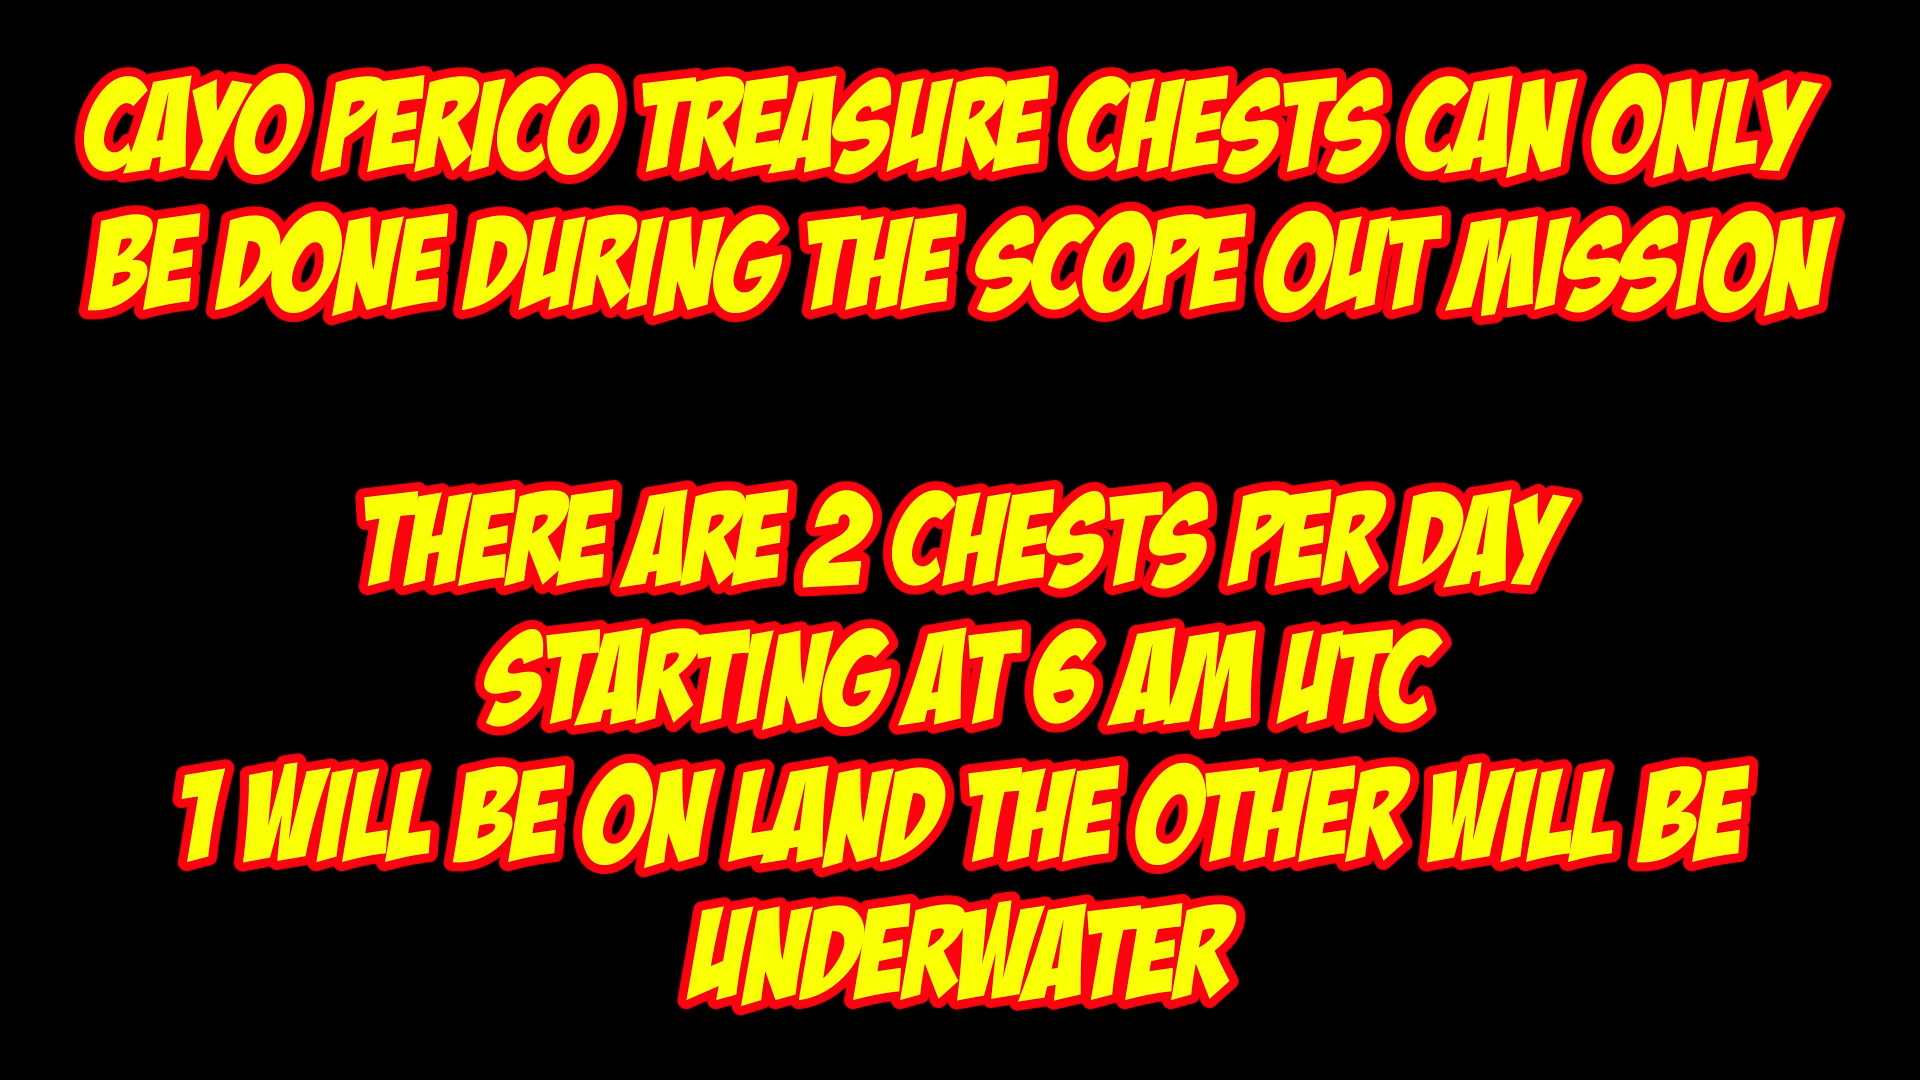 CAYO PERICO TREASURE CHESTS CAN ONLY
BE DONE DURING THE SCOPE OUT MISSION
THERE ARE 2 CHESTS PER DAY
STARTING AT 6 AM UTC
1 WILL BE ON LAND THE OTHER WILL BE
UNDERWATER